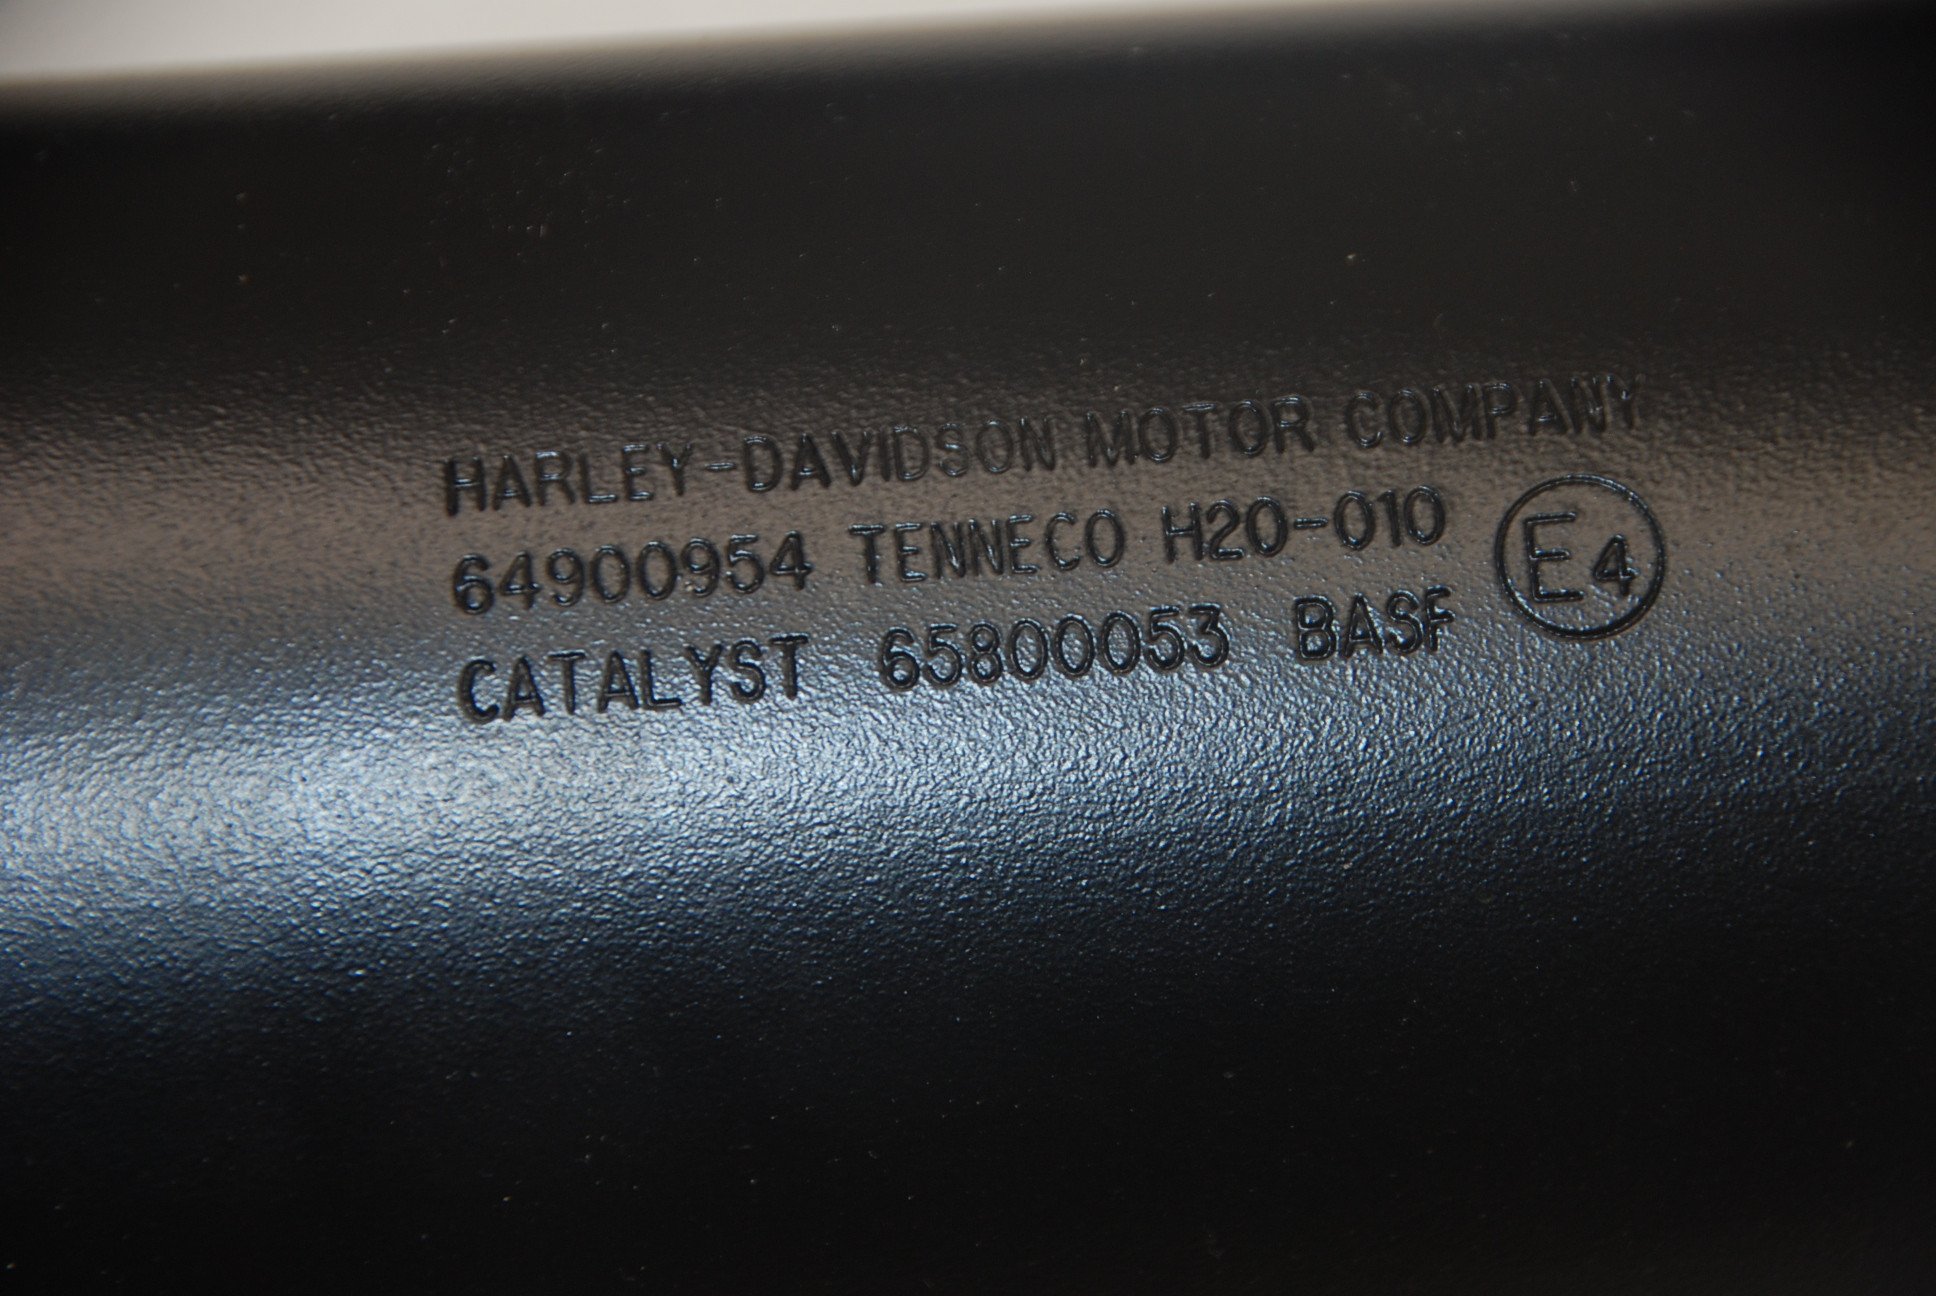 HARLEY-DAVIDSON MOTOR COMPANY
64900954 TENNECO H20-010
CATALYST 65800053 BASF
E4